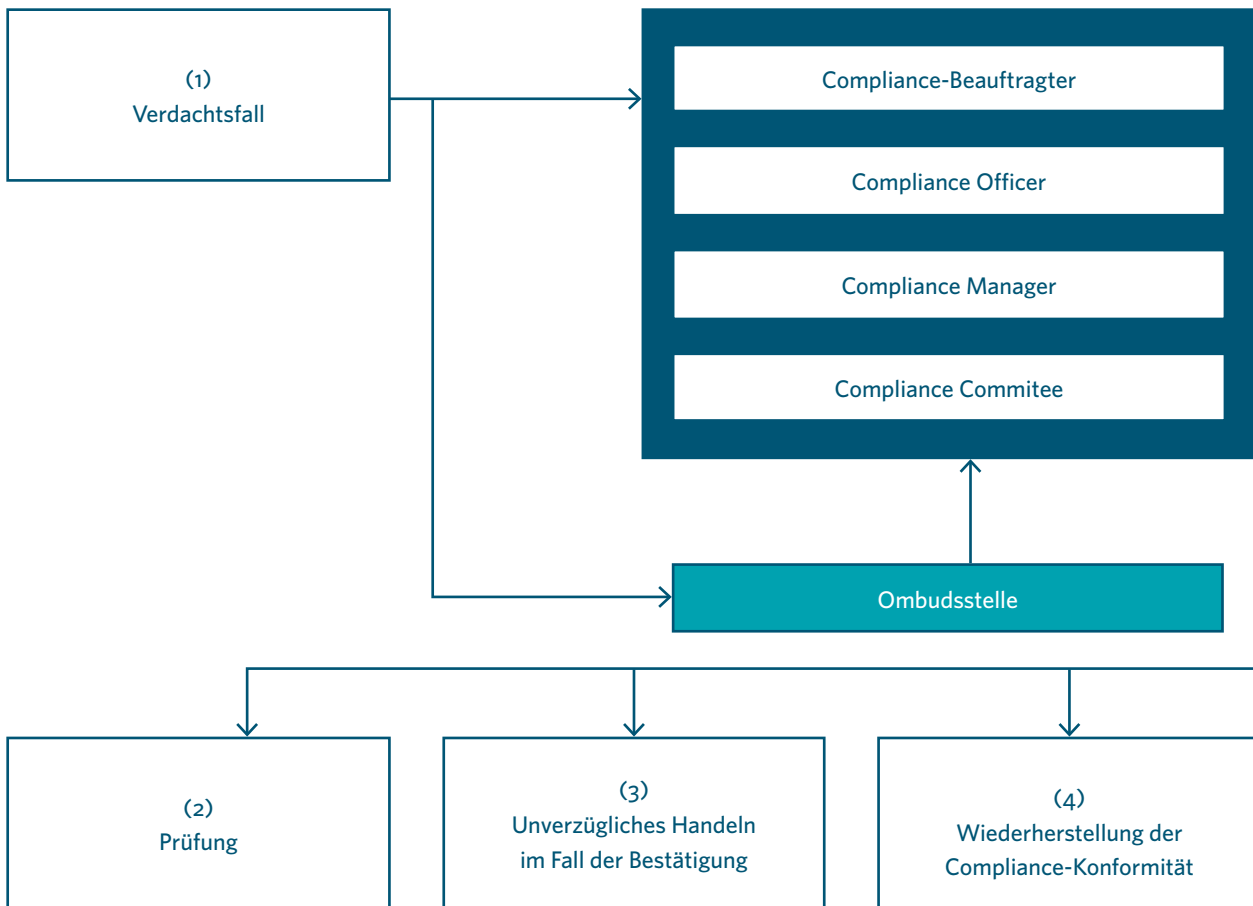 (1)
Verdachtsfall
Compliance-Beauftragter
Compliance Officer
Compliance Manager
Compliance Commitee
Ombudsstelle
(2)
Prüfung
(3)
Unverzügliches Handeln
im Fall der Bestätigung
(4)
Wiederherstellung der
Compliance-Konformität